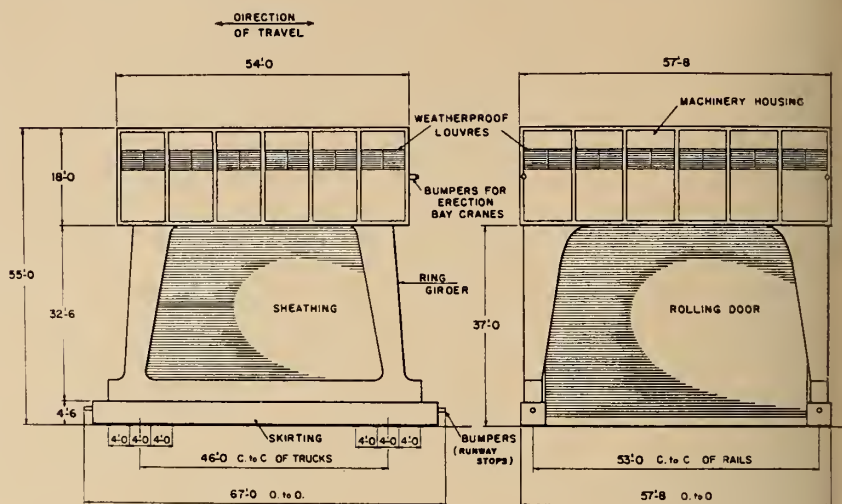 DIRECTION
OF TRAVEL
54'-0
57'-8
MACHINERY HOUSING
WEATHERPROOF
LOUVRES
18'-0
BUMPERS FOR
ERECTION
BAY CRANES
55'-0
RING
GIRDER
32'-6
SHEATHING
37'-0
ROLLING DOOR
4'-6
4'-0 4'-0 4'-0
SKIRTING
4'-0 4'-0 4'-0
BUMPERS
(RUNWAY
STOPS)
46'-0 C. to C OF TRUCKS
53'-0 C. to C OF RAILS
67'-0 O. to O.
57'-8 O. to O